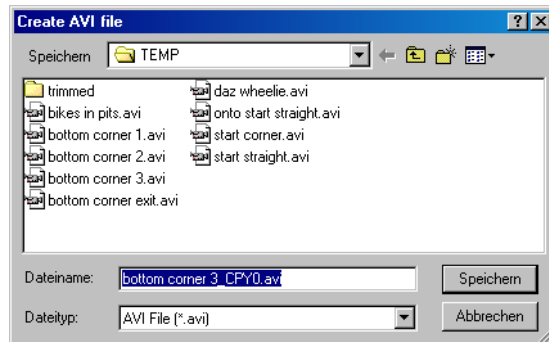 Create AVI file
Speichern TEMP
trimmed
bikes in pits.avi
bottom corner 1.avi
bottom corner 2.avi
bottom corner 3.avi
bottom corner exit.avi
daz wheelie.avi
onto start straight.avi
start corner.avi
start straight.avi
Dateiname: bottom corner 3_CPY0.avi Speichern
Dateityp: AVI File (*.avi) Abbrechen